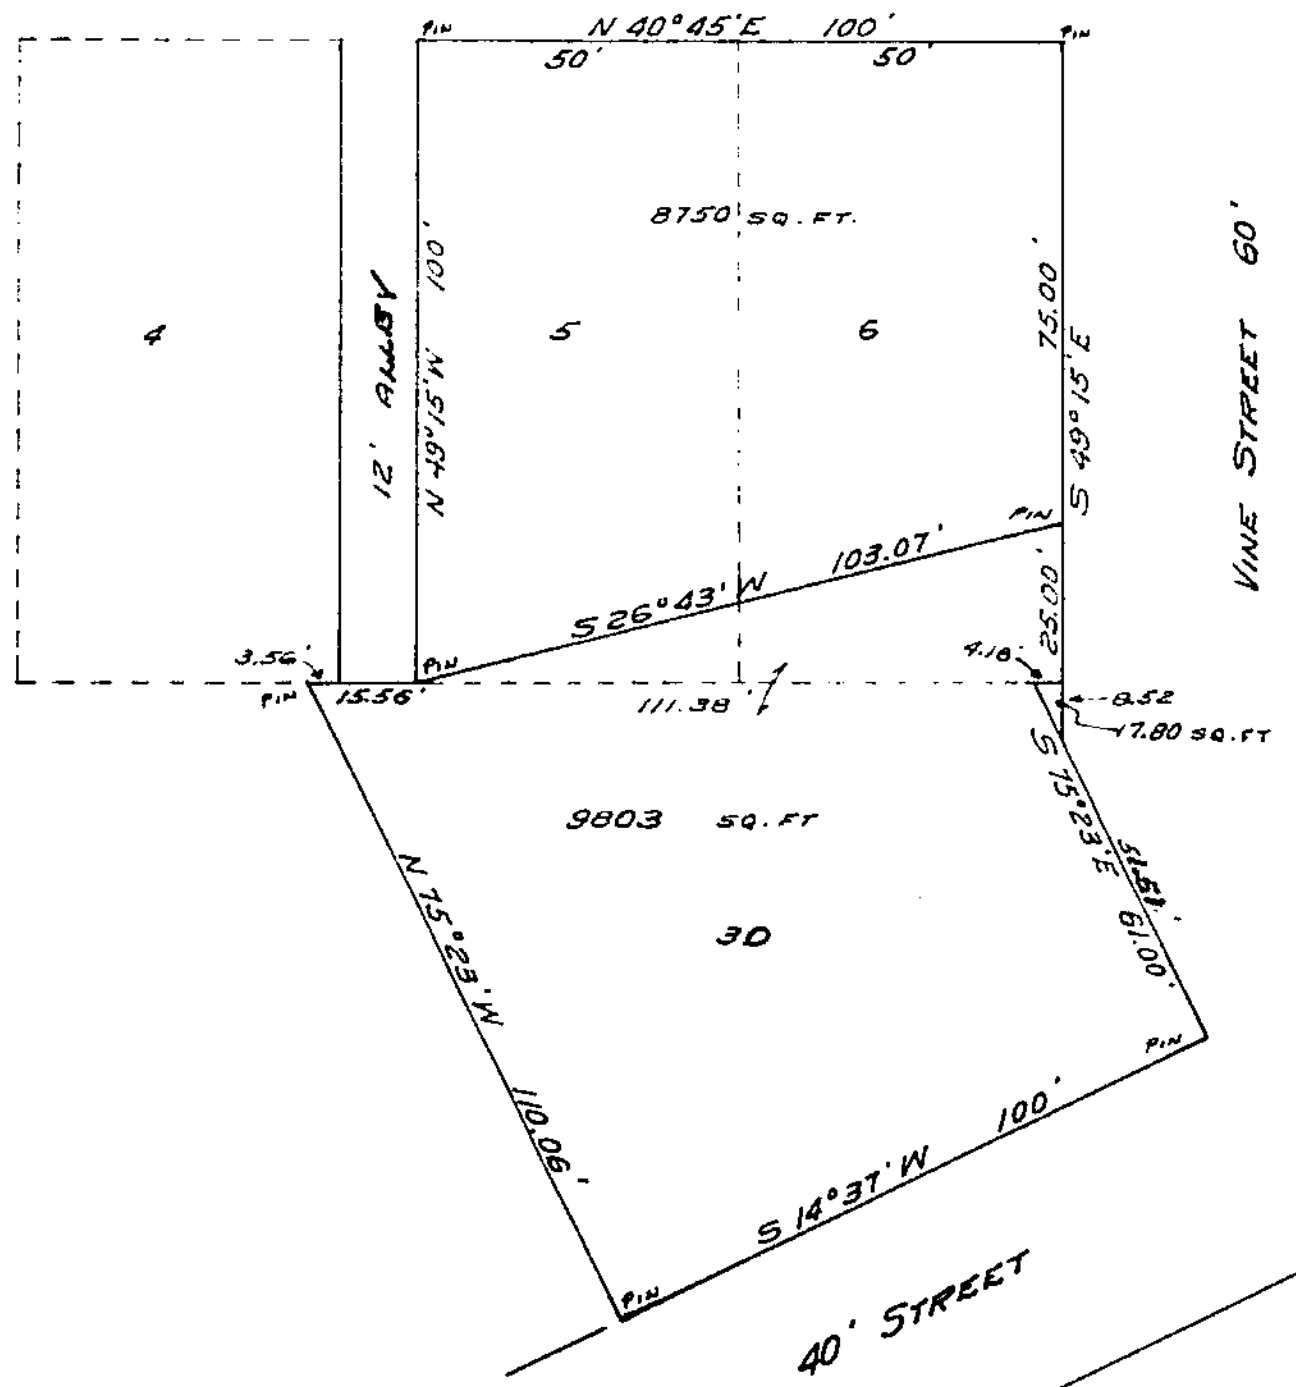 PIN
N 40°45'E 100'
PIN
50'
50'
8750 SQ. FT.
4
12' ALLEY
N 49°15'W 100'
5
6
75.00'
S 49°15'E
VINE STREET 60'
PIN
S 26°43'W 103.07'
25.00'
3.56'
PIN
4.18'
PIN
15.56'
111.38'
8.52
17.80 SQ. FT
9803 SQ. FT
S 75°23'E 61.00'
N 75°23'W 110.06'
3D
PIN
S 14°37'W 100'
PIN
40' STREET